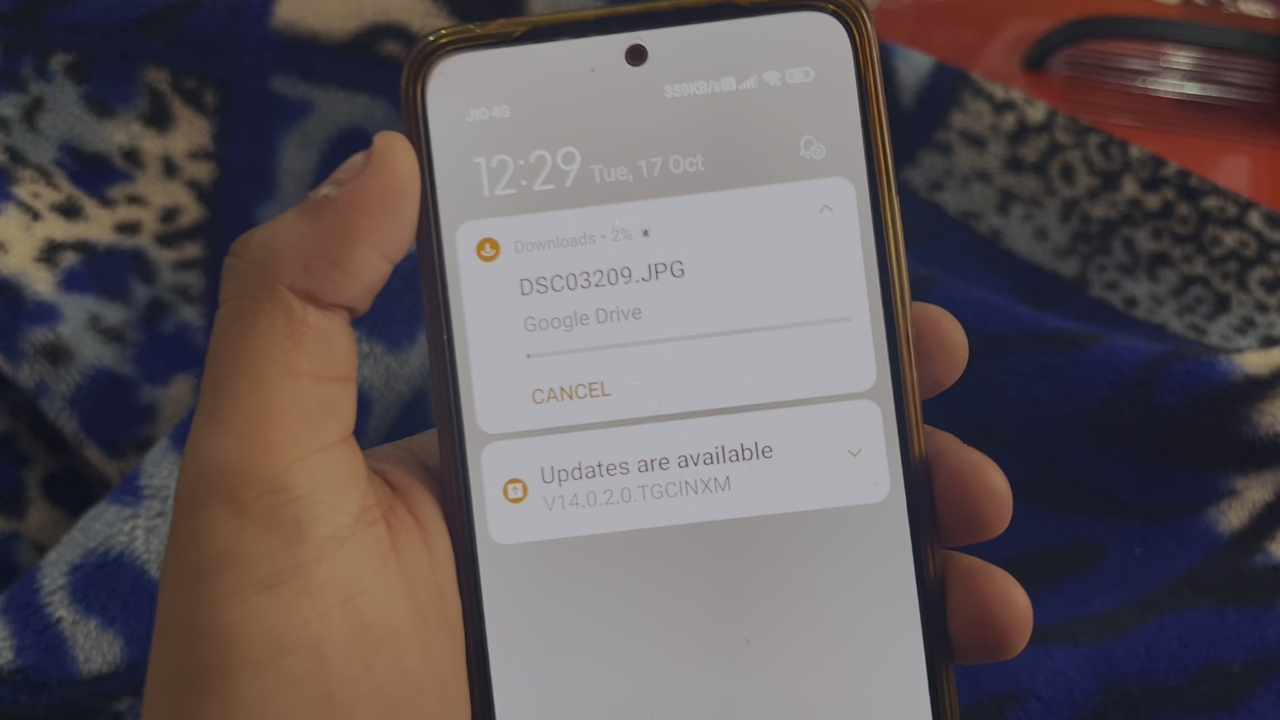 359KB/s
JIO 4G
12:29 Tue, 17 Oct
Downloads • 2%
DSC03209.JPG
Google Drive
CANCEL
Updates are available
V14.0.2.0.TGCINXM